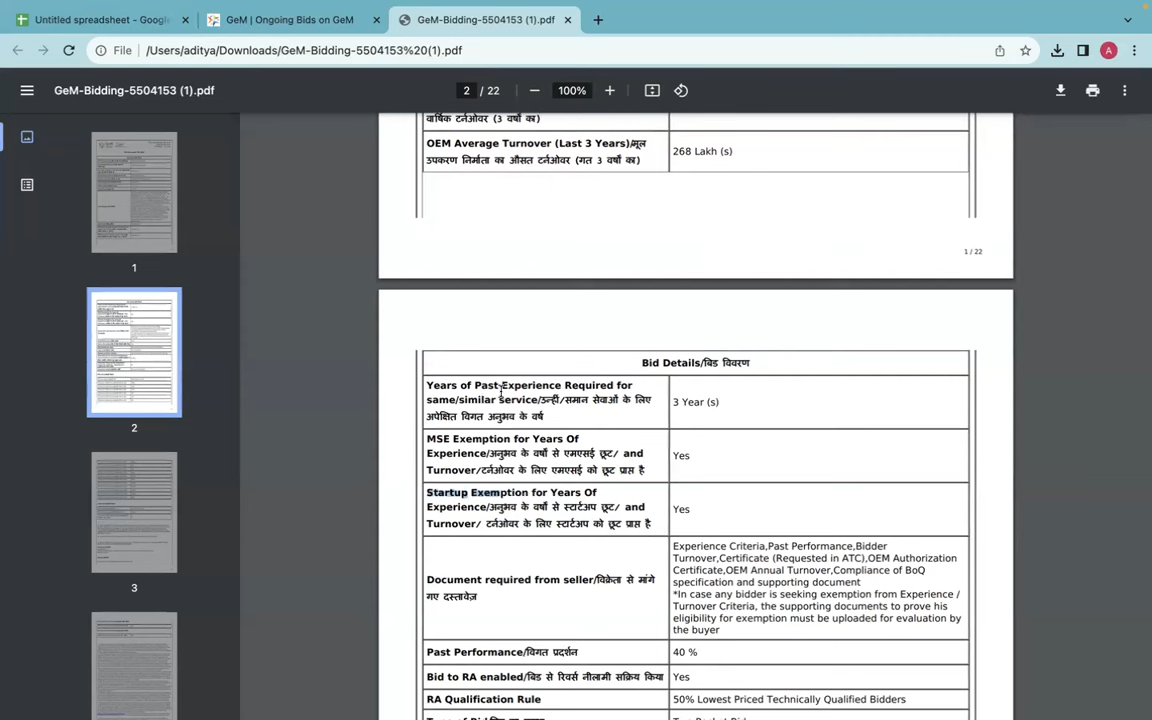 Untitled spreadsheet - Google
GeM | Ongoing Bids on GeM
GeM-Bidding-5504153 (1).pdf
File
/Users/aditya/Downloads/GeM-Bidding-5504153%20(1).pdf
A
GeM-Bidding-5504153 (1).pdf
2 / 22
100%
वार्षिक टर्नओवर (3 वर्षों का)
OEM Average Turnover (Last 3 Years)/मूल
उपकरण निर्माता का औसत टर्नओवर (गत 3 वर्षों का)
268 Lakh (s)
1 / 22
1
2
3
Bid Details/बिड विवरण
Years of Past Experience Required for
same/similar service/उन्हीं/समान सेवाओं के लिए
अपेक्षित विगत अनुभव के वर्ष
3 Year (s)
MSE Exemption for Years Of
Experience/अनुभव के वर्षों से एमएसई छूट/ and
Turnover/टर्नओवर के लिए एमएसई को छूट प्राप्त है
Yes
Startup Exemption for Years Of
Experience/अनुभव के वर्षों से स्टार्टअप छूट/ and
Turnover/ टर्नओवर के लिए स्टार्टअप को छूट प्राप्त है
Yes
Document required from seller/विक्रेता से मांगे
गए दस्तावेज़
Experience Criteria,Past Performance,Bidder
Turnover,Certificate (Requested in ATC),OEM Authorization
Certificate,OEM Annual Turnover,Compliance of BoQ
specification and supporting document
*In case any bidder is seeking exemption from Experience /
Turnover Criteria, the supporting documents to prove his
eligibility for exemption must be uploaded for evaluation by
the buyer
Past Performance/विगत प्रदर्शन
40 %
Bid to RA enabled/बिड से रिवर्स नीलामी सक्रिय किया
Yes
RA Qualification Rule
50% Lowest Priced Technically Qualified Bidders